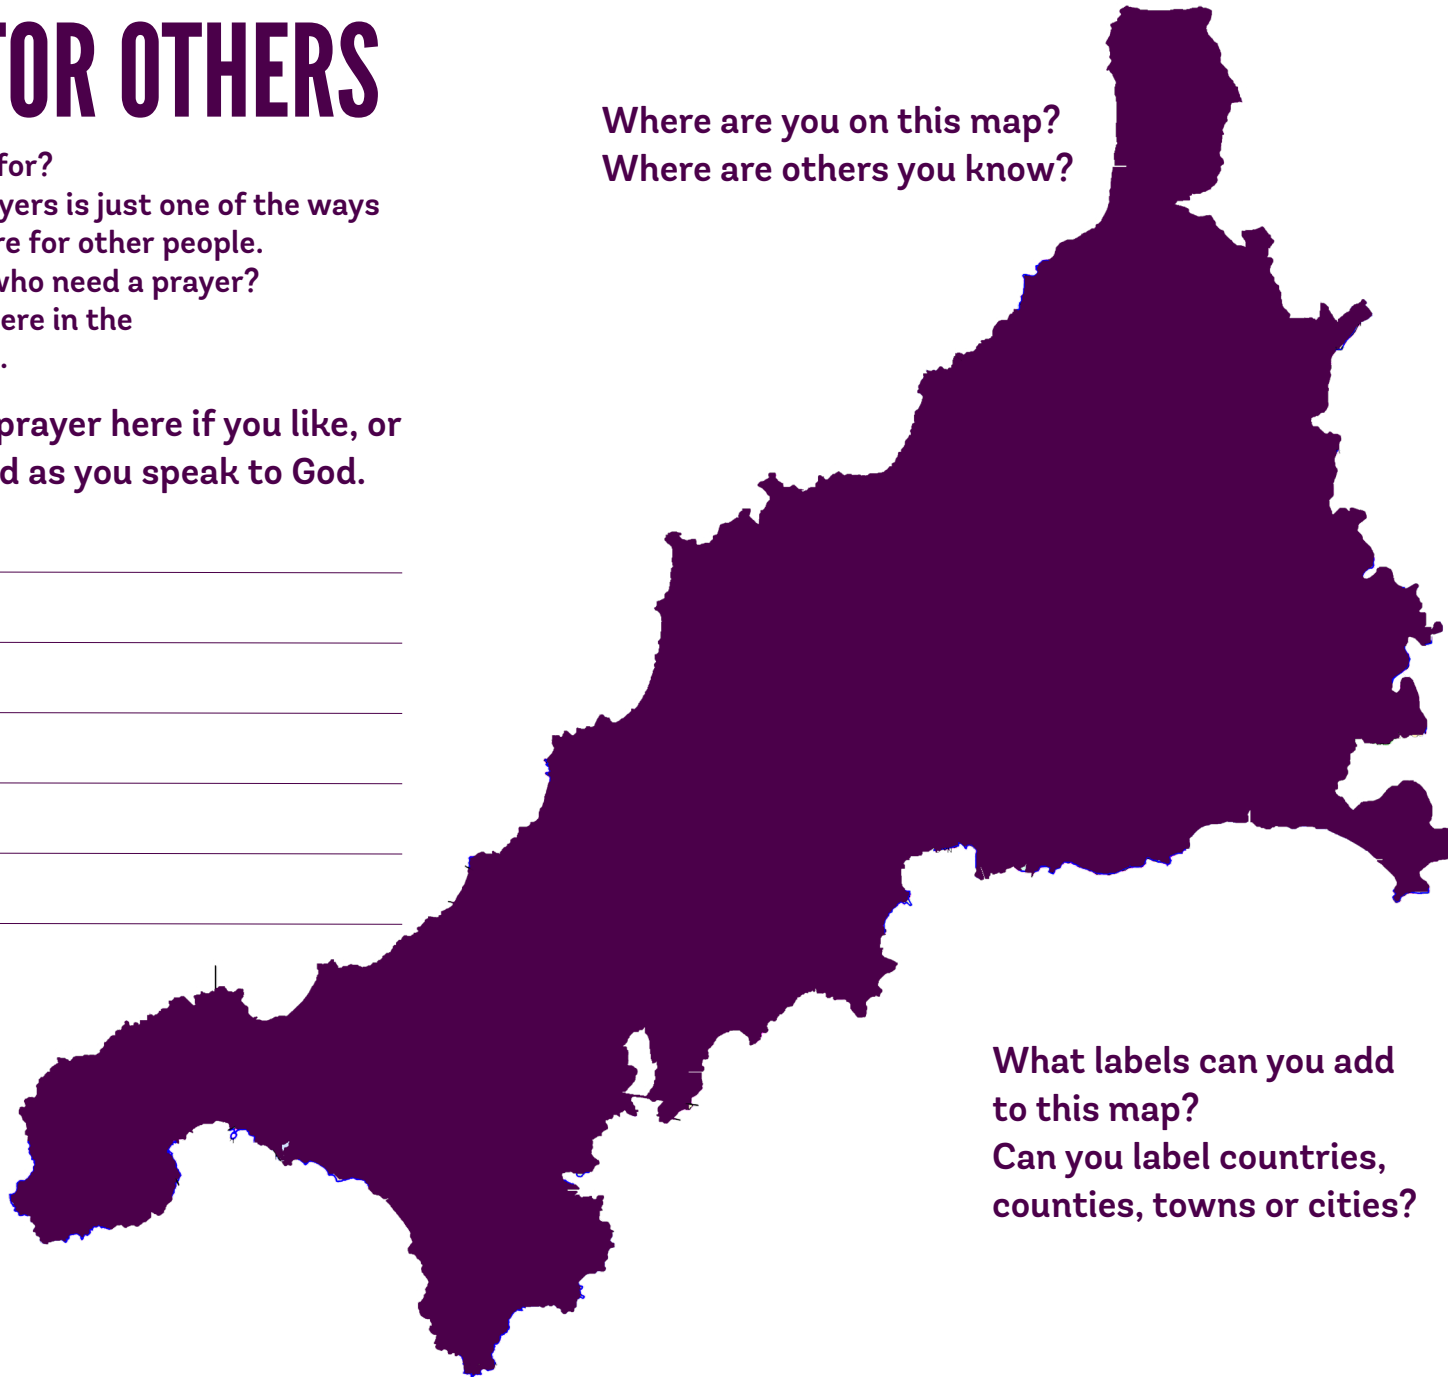 FOR OTHERS
for?
yers is just one of the ways
re for other people.
who need a prayer?
ere in the
.
prayer here if you like, or
d as you speak to God.
Where are you on this map?
Where are others you know?
What labels can you add
to this map?
Can you label countries,
counties, towns or cities?